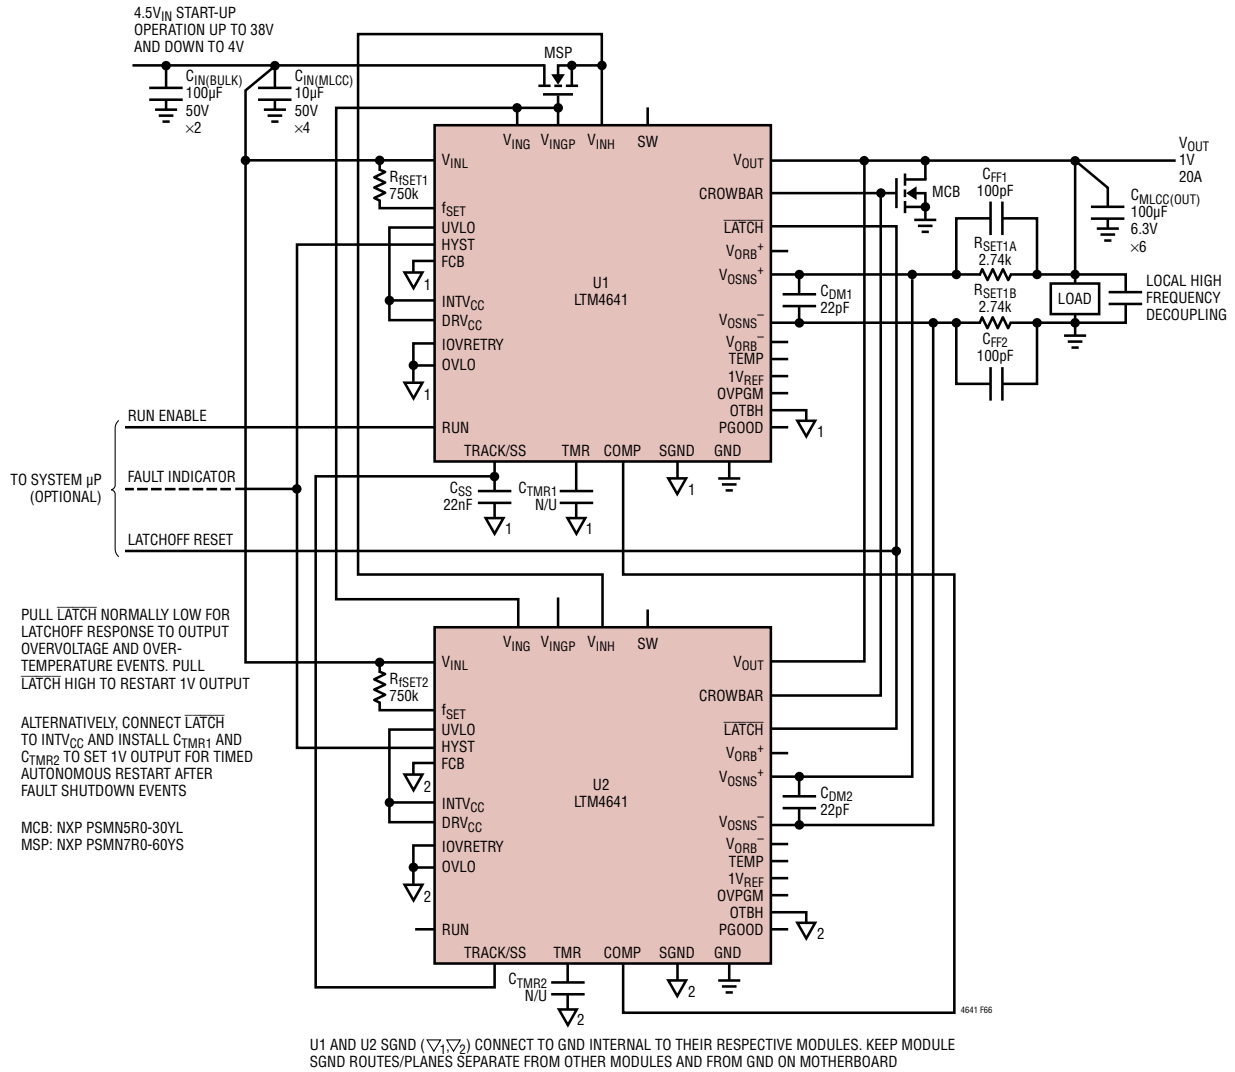 4.5VIN START-UP
OPERATION UP TO 38V
AND DOWN TO 4V
CIN(BULK)
100µF
50V
×2
CIN(MLCC)
10µF
50V
×4
MSP
VING
VINGP
VINH
SW
VINL
RfSET1
750k
fSET
UVLO
HYST
FCB
1
INTVCC
DRVCC
IOVRETRY
OVLO
1
RUN
U1
LTM4641
VOUT
CROWBAR
LATCH
VORB+
VOSNS+
VOSNS−
VORB−
TEMP
1VREF
OVPGM
OTBH
PGOOD
1
TRACK/SS
TMR
COMP
SGND
GND
CSS
22nF
1
CTMR1
N/U
1
1
MCB
CDM1
22pF
CFF1
100pF
RSET1A
2.74k
RSET1B
2.74k
CFF2
100pF
VOUT
1V
20A
CMLCC(OUT)
100µF
6.3V
×6
LOAD
LOCAL HIGH
FREQUENCY
DECOUPLING
TO SYSTEM µP
(OPTIONAL)
RUN ENABLE
FAULT INDICATOR
LATCHOFF RESET
PULL LATCH NORMALLY LOW FOR
LATCHOFF RESPONSE TO OUTPUT
OVERVOLTAGE AND OVER-
TEMPERATURE EVENTS. PULL
LATCH HIGH TO RESTART 1V OUTPUT
ALTERNATIVELY, CONNECT LATCH
TO INTVCC AND INSTALL CTMR1 AND
CTMR2 TO SET 1V OUTPUT FOR TIMED
AUTONOMOUS RESTART AFTER
FAULT SHUTDOWN EVENTS
MCB: NXP PSMN5R0-30YL
MSP: NXP PSMN7R0-60YS
VING
VINGP
VINH
SW
VINL
RfSET2
750k
fSET
UVLO
HYST
FCB
2
INTVCC
DRVCC
IOVRETRY
OVLO
2
RUN
U2
LTM4641
VOUT
CROWBAR
LATCH
VORB+
VOSNS+
VOSNS−
VORB−
TEMP
1VREF
OVPGM
OTBH
PGOOD
2
CDM2
22pF
TRACK/SS
TMR
COMP
SGND
GND
CTMR2
N/U
2
2
4641 F66
U1 AND U2 SGND (▽1,▽2) CONNECT TO GND INTERNAL TO THEIR RESPECTIVE MODULES. KEEP MODULE
SGND ROUTES/PLANES SEPARATE FROM OTHER MODULES AND FROM GND ON MOTHERBOARD